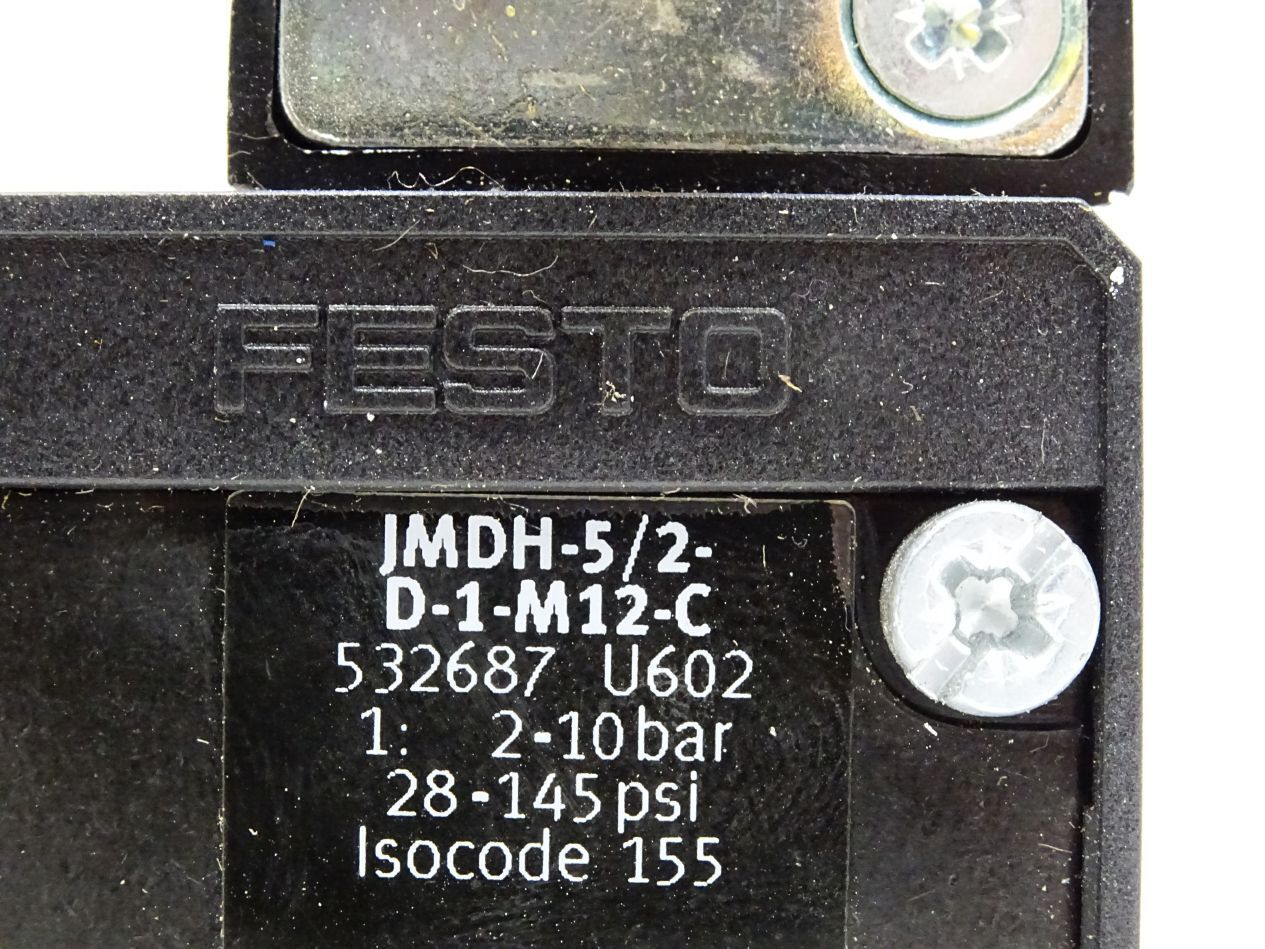 FESTO
JMDH-5/2-
D-1-M12-C
532687 U602
1: 2-10bar
28-145psi
Isocode 155